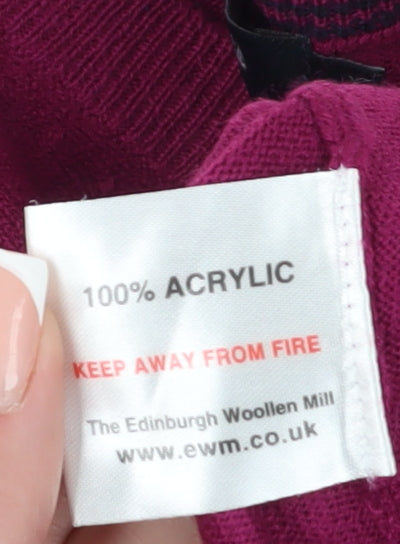 100% ACRYLIC
KEEP AWAY FROM FIRE
The Edinburgh Woollen Mill
www.ewm.co.uk